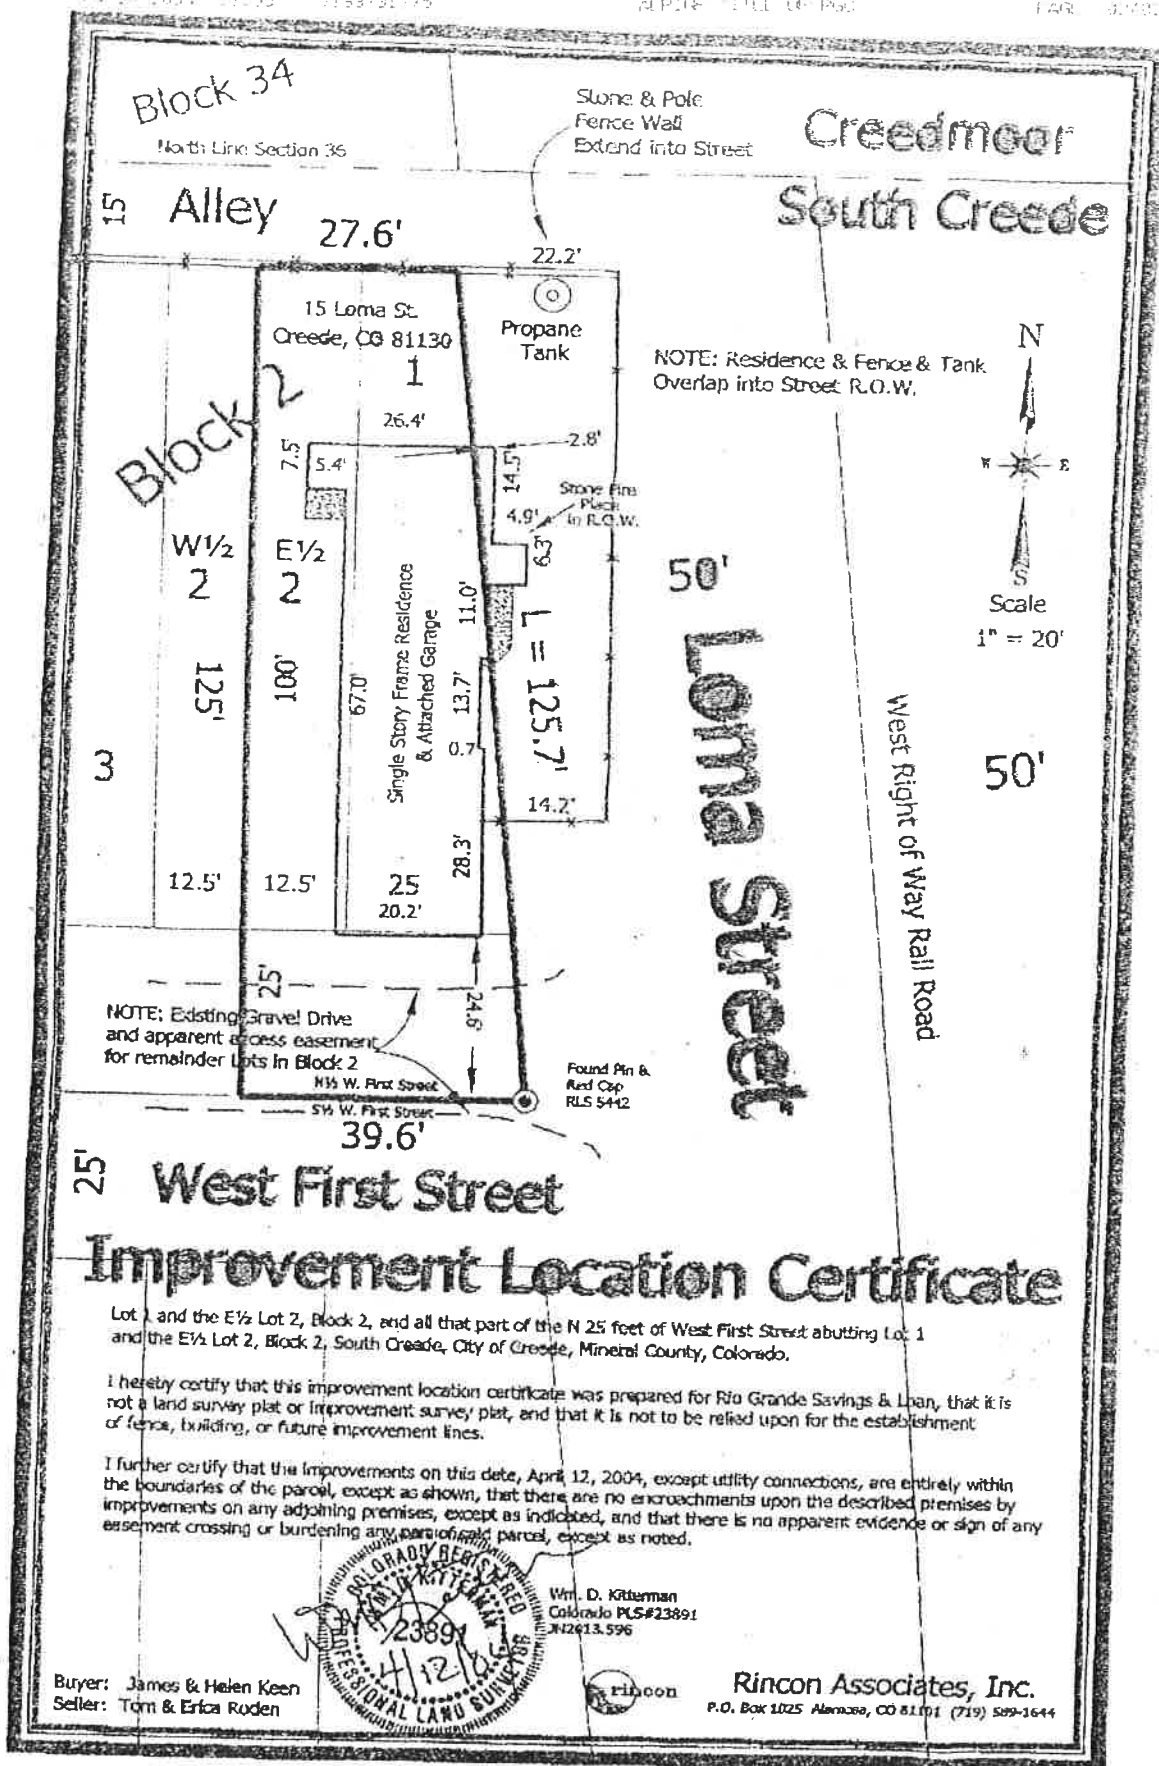 Block 34
North Line Section 36
Stone & Pole
Fence Wall
Extend into Street
Creedmoor
South Creede
15'
Alley
27.6'
22.2'
15 Loma St.
Creede, CO 81130
1
Propane
Tank
NOTE: Residence & Fence & Tank
Overlap into Street R.O.W.
N
W
E
S
Scale
1" = 20'
Block 2
26.4'
2.8'
7.5'
5.4'
14.5'
Stone Fire
Place
in R.O.W.
4.9'
6.3'
W½
2
E½
2
125'
100'
67.0'
Single Story Frame Residence
& Attached Garage
11.0'
13.7'
0.7'
28.3'
L = 125.7'
14.2'
50'
Loma Street
West Right of Way Rail Road
50'
3
12.5'
12.5'
25
20.2'
25'
24.6'
NOTE: Existing Gravel Drive
and apparent access easement
for remainder Lots in Block 2
N½ W. First Street
S½ W. First Street
39.6'
Found Pin &
Red Cap
RLS 5442
25'
West First Street
Improvement Location Certificate
Lot 1 and the E½ Lot 2, Block 2, and all that part of the N 25 feet of West First Street abutting Lot 1
and the E½ Lot 2, Block 2, South Creede, City of Creede, Mineral County, Colorado.
I hereby certify that this improvement location certificate was prepared for Rio Grande Savings & Loan, that it is
not a land survey plat or improvement survey plat, and that it is not to be relied upon for the establishment
of fence, building, or future improvement lines.
I further certify that the improvements on this date, April 12, 2004, except utility connections, are entirely within
the boundaries of the parcel, except as shown, that there are no encroachments upon the described premises by
improvements on any adjoining premises, except as indicated, and that there is no apparent evidence or sign of any
easement crossing or burdening any part of said parcel, except as noted.
COLORADO REGISTERED
KITTERMAN
23891
4/12/
PROFESSIONAL LAND SURVEYOR
Wm. D. Kitterman
Colorado PLS#23891
JN2013.596
Buyer: James & Helen Keen
Seller: Tom & Erica Ruden
rincon
Rincon Associates, Inc.
P.O. Box 1025 Alamosa, CO 81101 (719) 589-1644